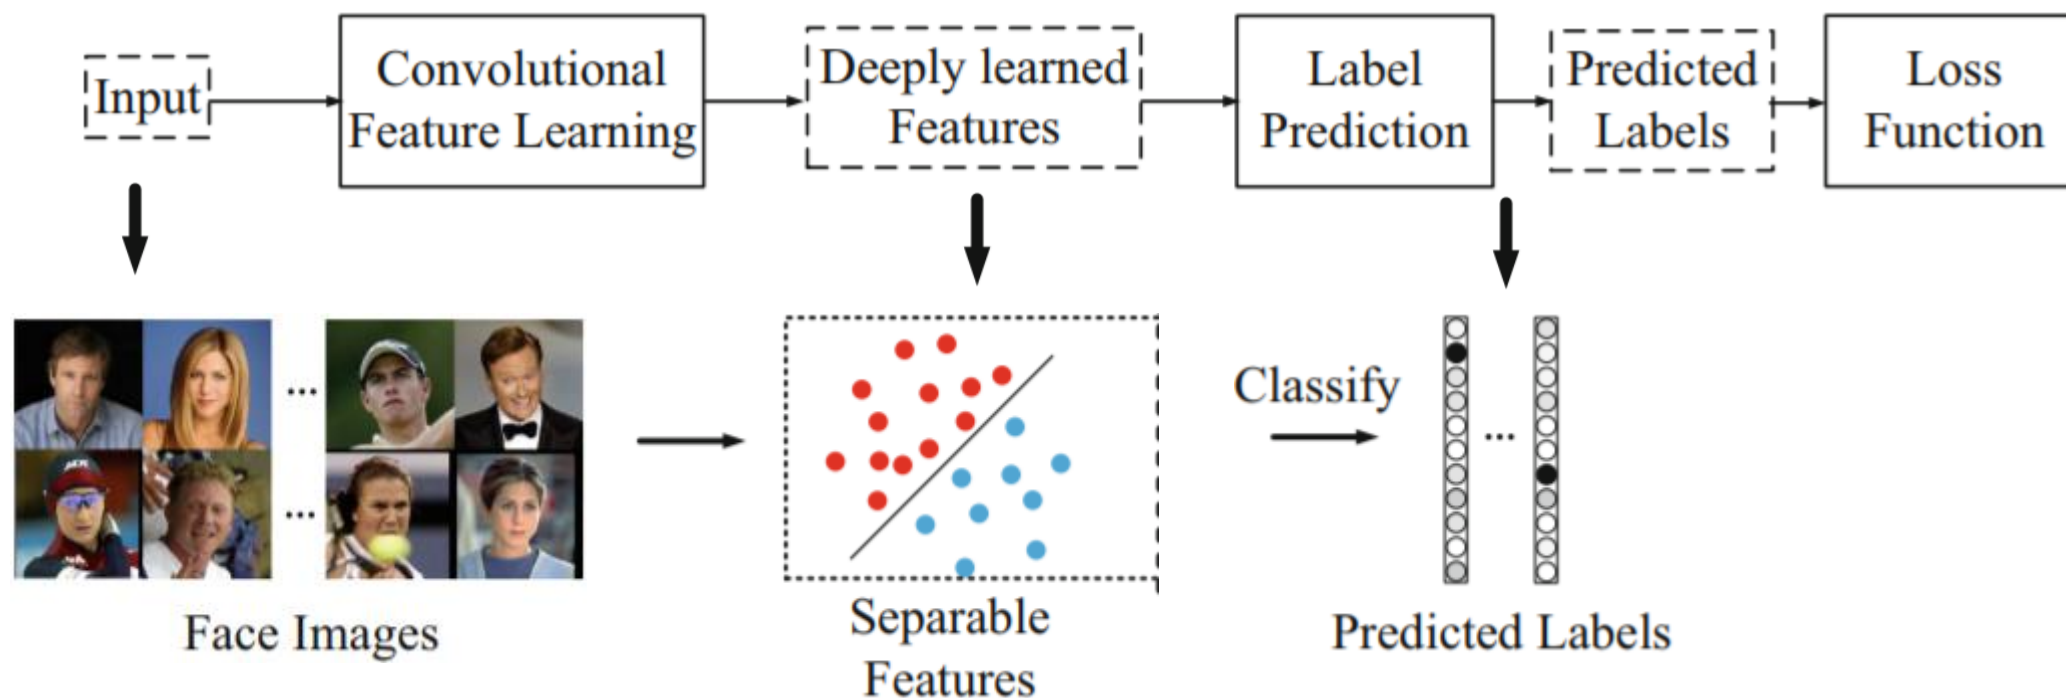 Input
Convolutional
Feature Learning
Deeply learned
Features
Label
Prediction
Predicted
Labels
Loss
Function
...
...
Face Images
Separable
Features
Classify
...
Predicted Labels